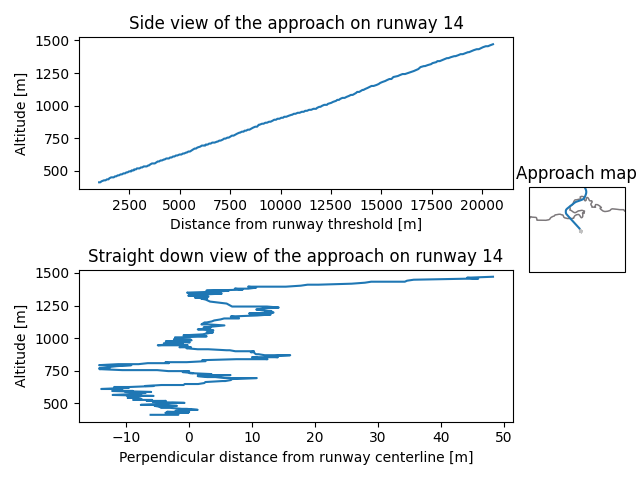 Side view of the approach on runway 14
1500
1250
1000
750
500
Altitude [m]
2500 5000 7500 10000 12500 15000 17500 20000
Distance from runway threshold [m]
Approach map
Straight down view of the approach on runway 14
1500
1250
1000
750
500
Altitude [m]
−10 0 10 20 30 40 50
Perpendicular distance from runway centerline [m]